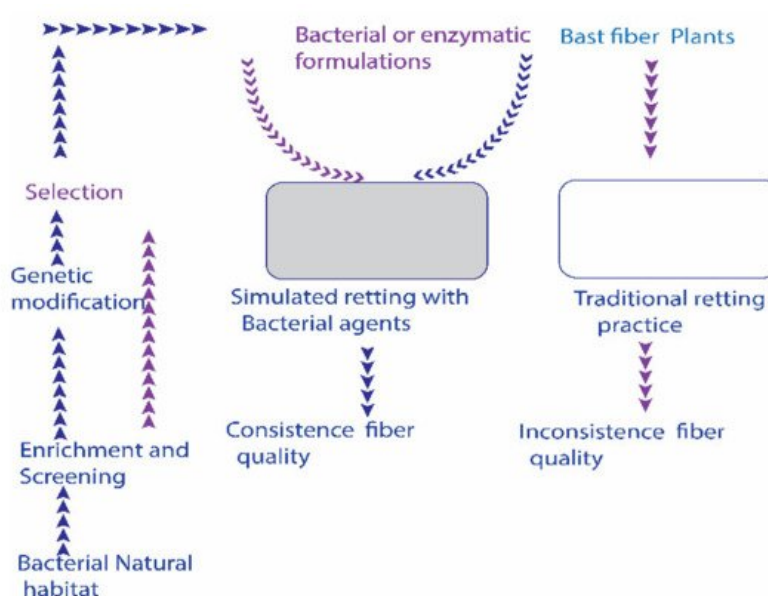 Bacterial or enzymatic
formulations
Bast fiber Plants
Selection
Genetic
modification
Simulated retting with
Bacterial agents
Traditional retting
practice
Enrichment and
Screening
Consistence fiber
quality
Inconsistence fiber
quality
Bacterial Natural
habitat